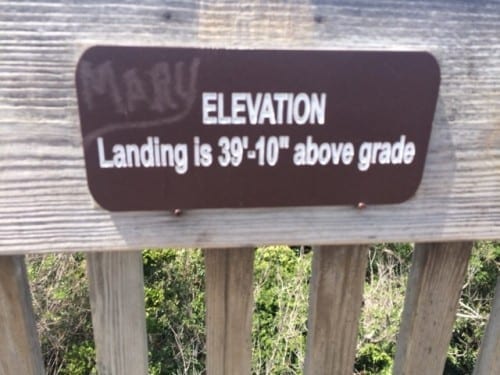 MARY
ELEVATION
Landing is 39'-10" above grade